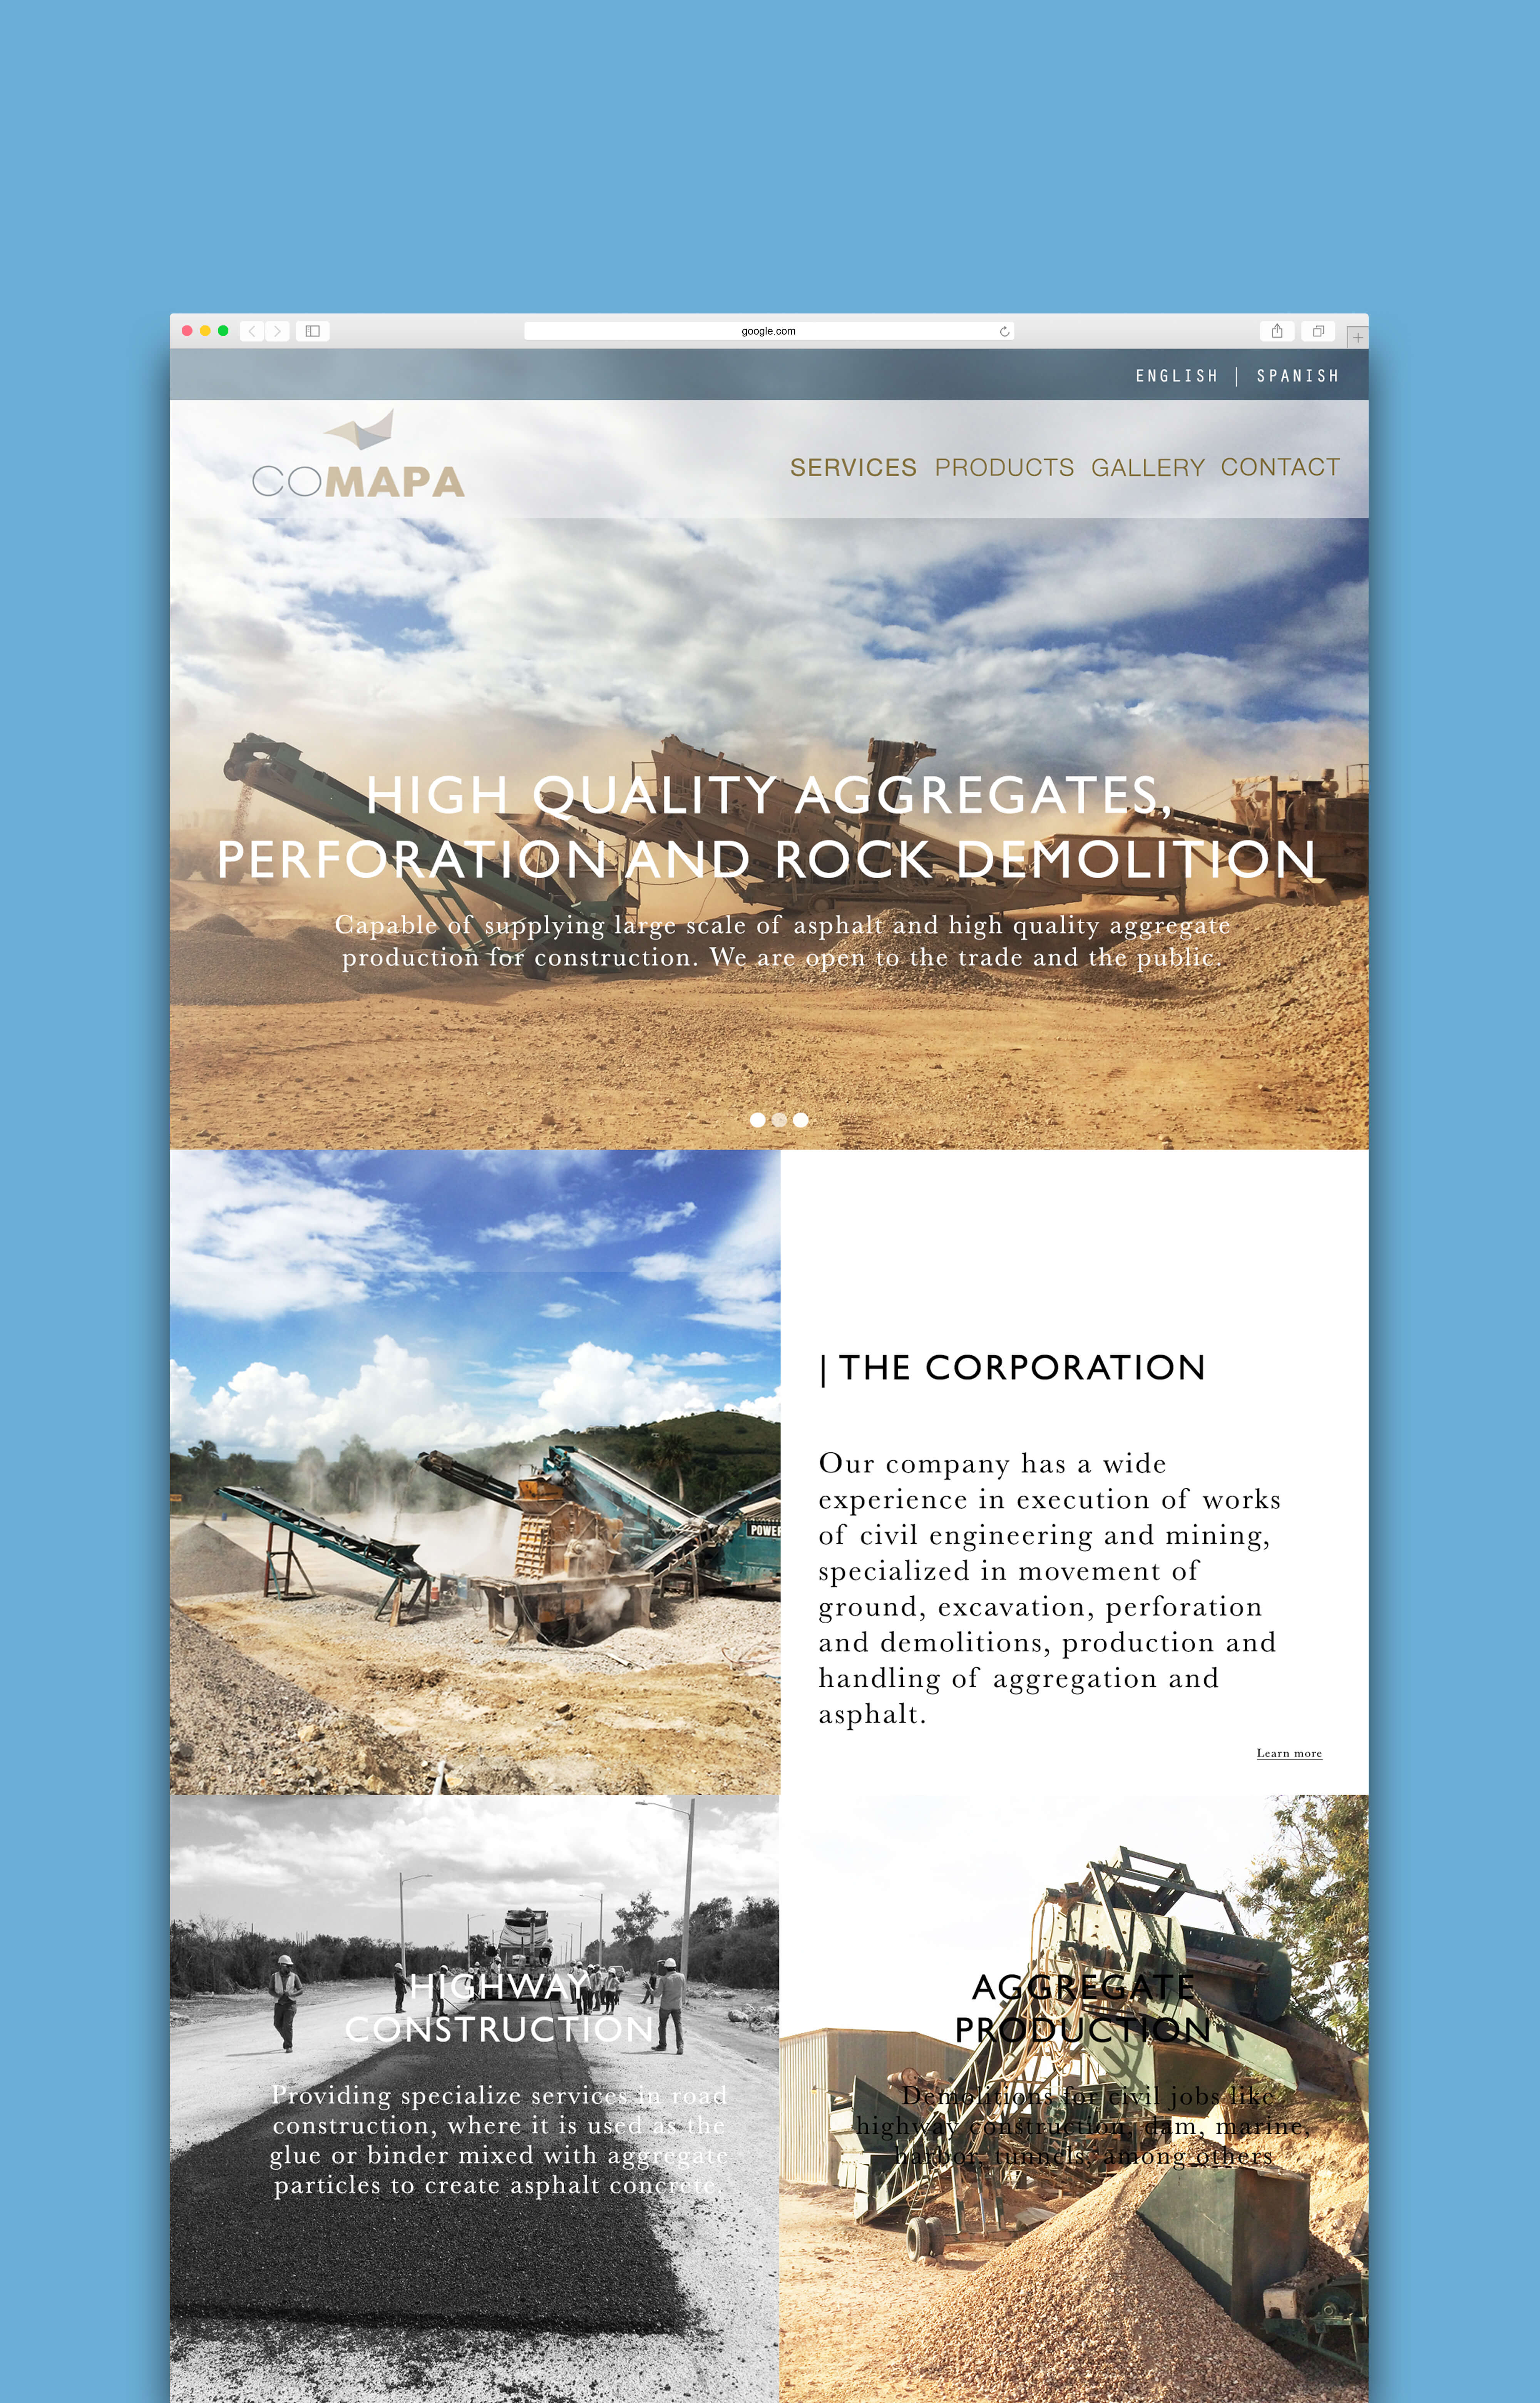 google.com
ENGLISH | SPANISH
COMAPA
SERVICES PRODUCTS GALLERY CONTACT
HIGH QUALITY AGGREGATES,
PERFORATION AND ROCK DEMOLITION
Capable of supplying large scale of asphalt and high quality aggregate
production for construction. We are open to the trade and the public.
| THE CORPORATION
Our company has a wide
experience in execution of works
of civil engineering and mining,
specialized in movement of
ground, excavation, perforation
and demolitions, production and
handling of aggregation and
asphalt.
Learn more
POWER
HIGHWAY
CONSTRUCTION
Providing specialize services in road
construction, where it is used as the
glue or binder mixed with aggregate
particles to create asphalt concrete.
AGGREGATE
PRODUCTION
Demolitions for civil jobs like
highway construction, dam, marine,
harbor, tunnels, among others